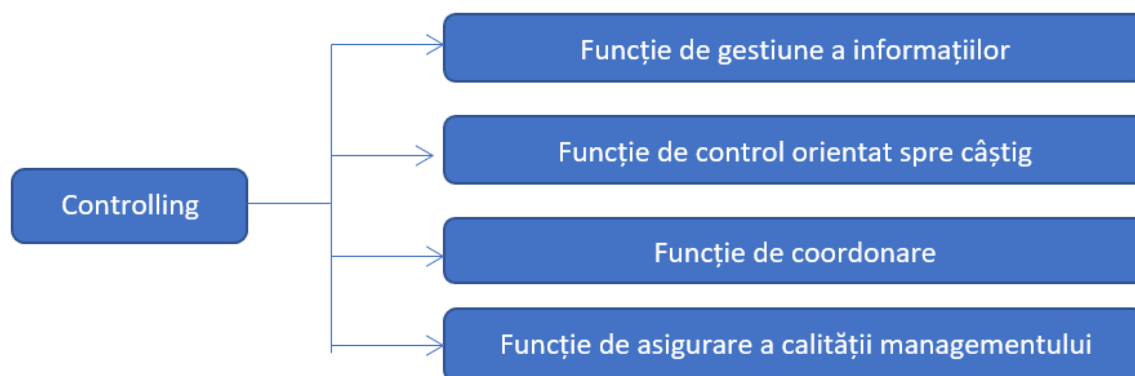 Funcție de gestiune a informațiilor
Funcție de control orientat spre câștig
Controlling
Funcție de coordonare
Funcție de asigurare a calității managementului